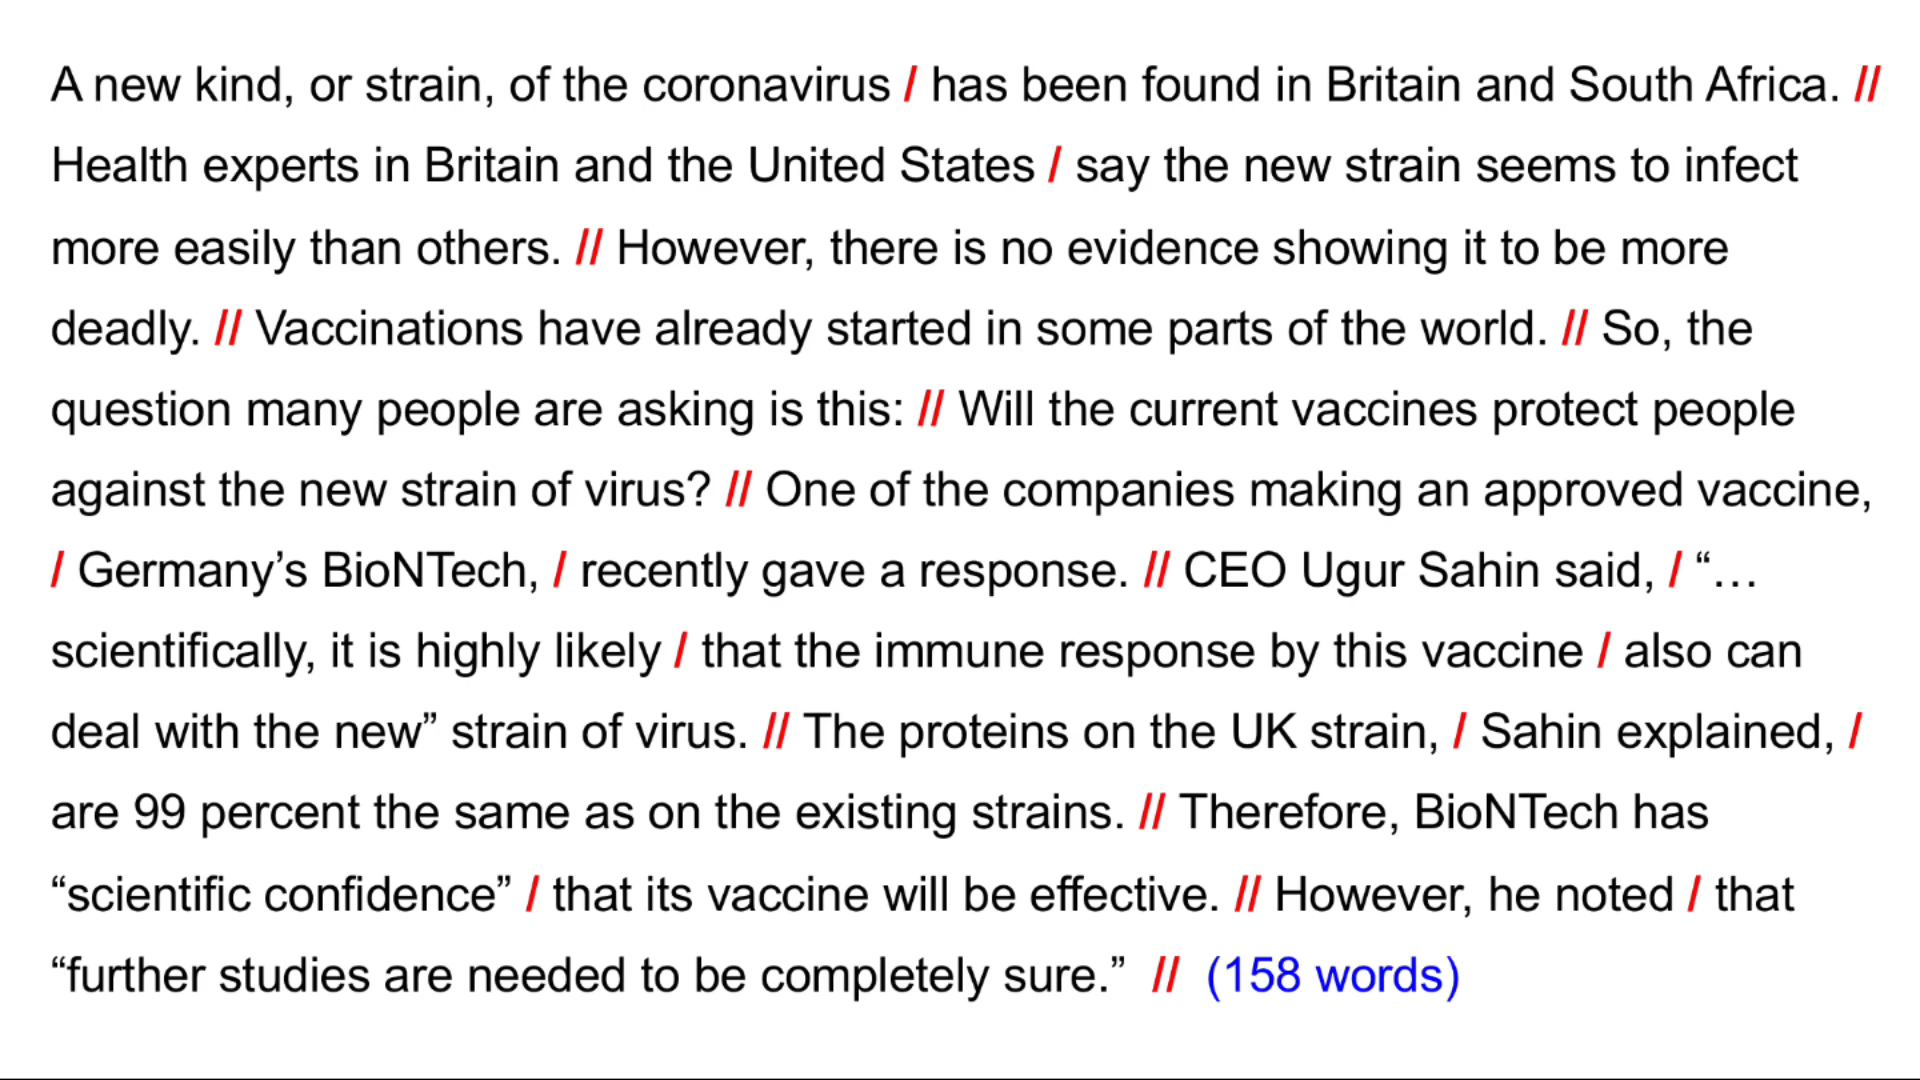 A new kind, or strain, of the coronavirus / has been found in Britain and South Africa. //
Health experts in Britain and the United States / say the new strain seems to infect
more easily than others. // However, there is no evidence showing it to be more
deadly. // Vaccinations have already started in some parts of the world. // So, the
question many people are asking is this: // Will the current vaccines protect people
against the new strain of virus? // One of the companies making an approved vaccine,
/ Germany’s BioNTech, / recently gave a response. // CEO Ugur Sahin said, / “…
scientifically, it is highly likely / that the immune response by this vaccine / also can
deal with the new” strain of virus. // The proteins on the UK strain, / Sahin explained, /
are 99 percent the same as on the existing strains. // Therefore, BioNTech has
“scientific confidence” / that its vaccine will be effective. // However, he noted / that
“further studies are needed to be completely sure.” // (158 words)